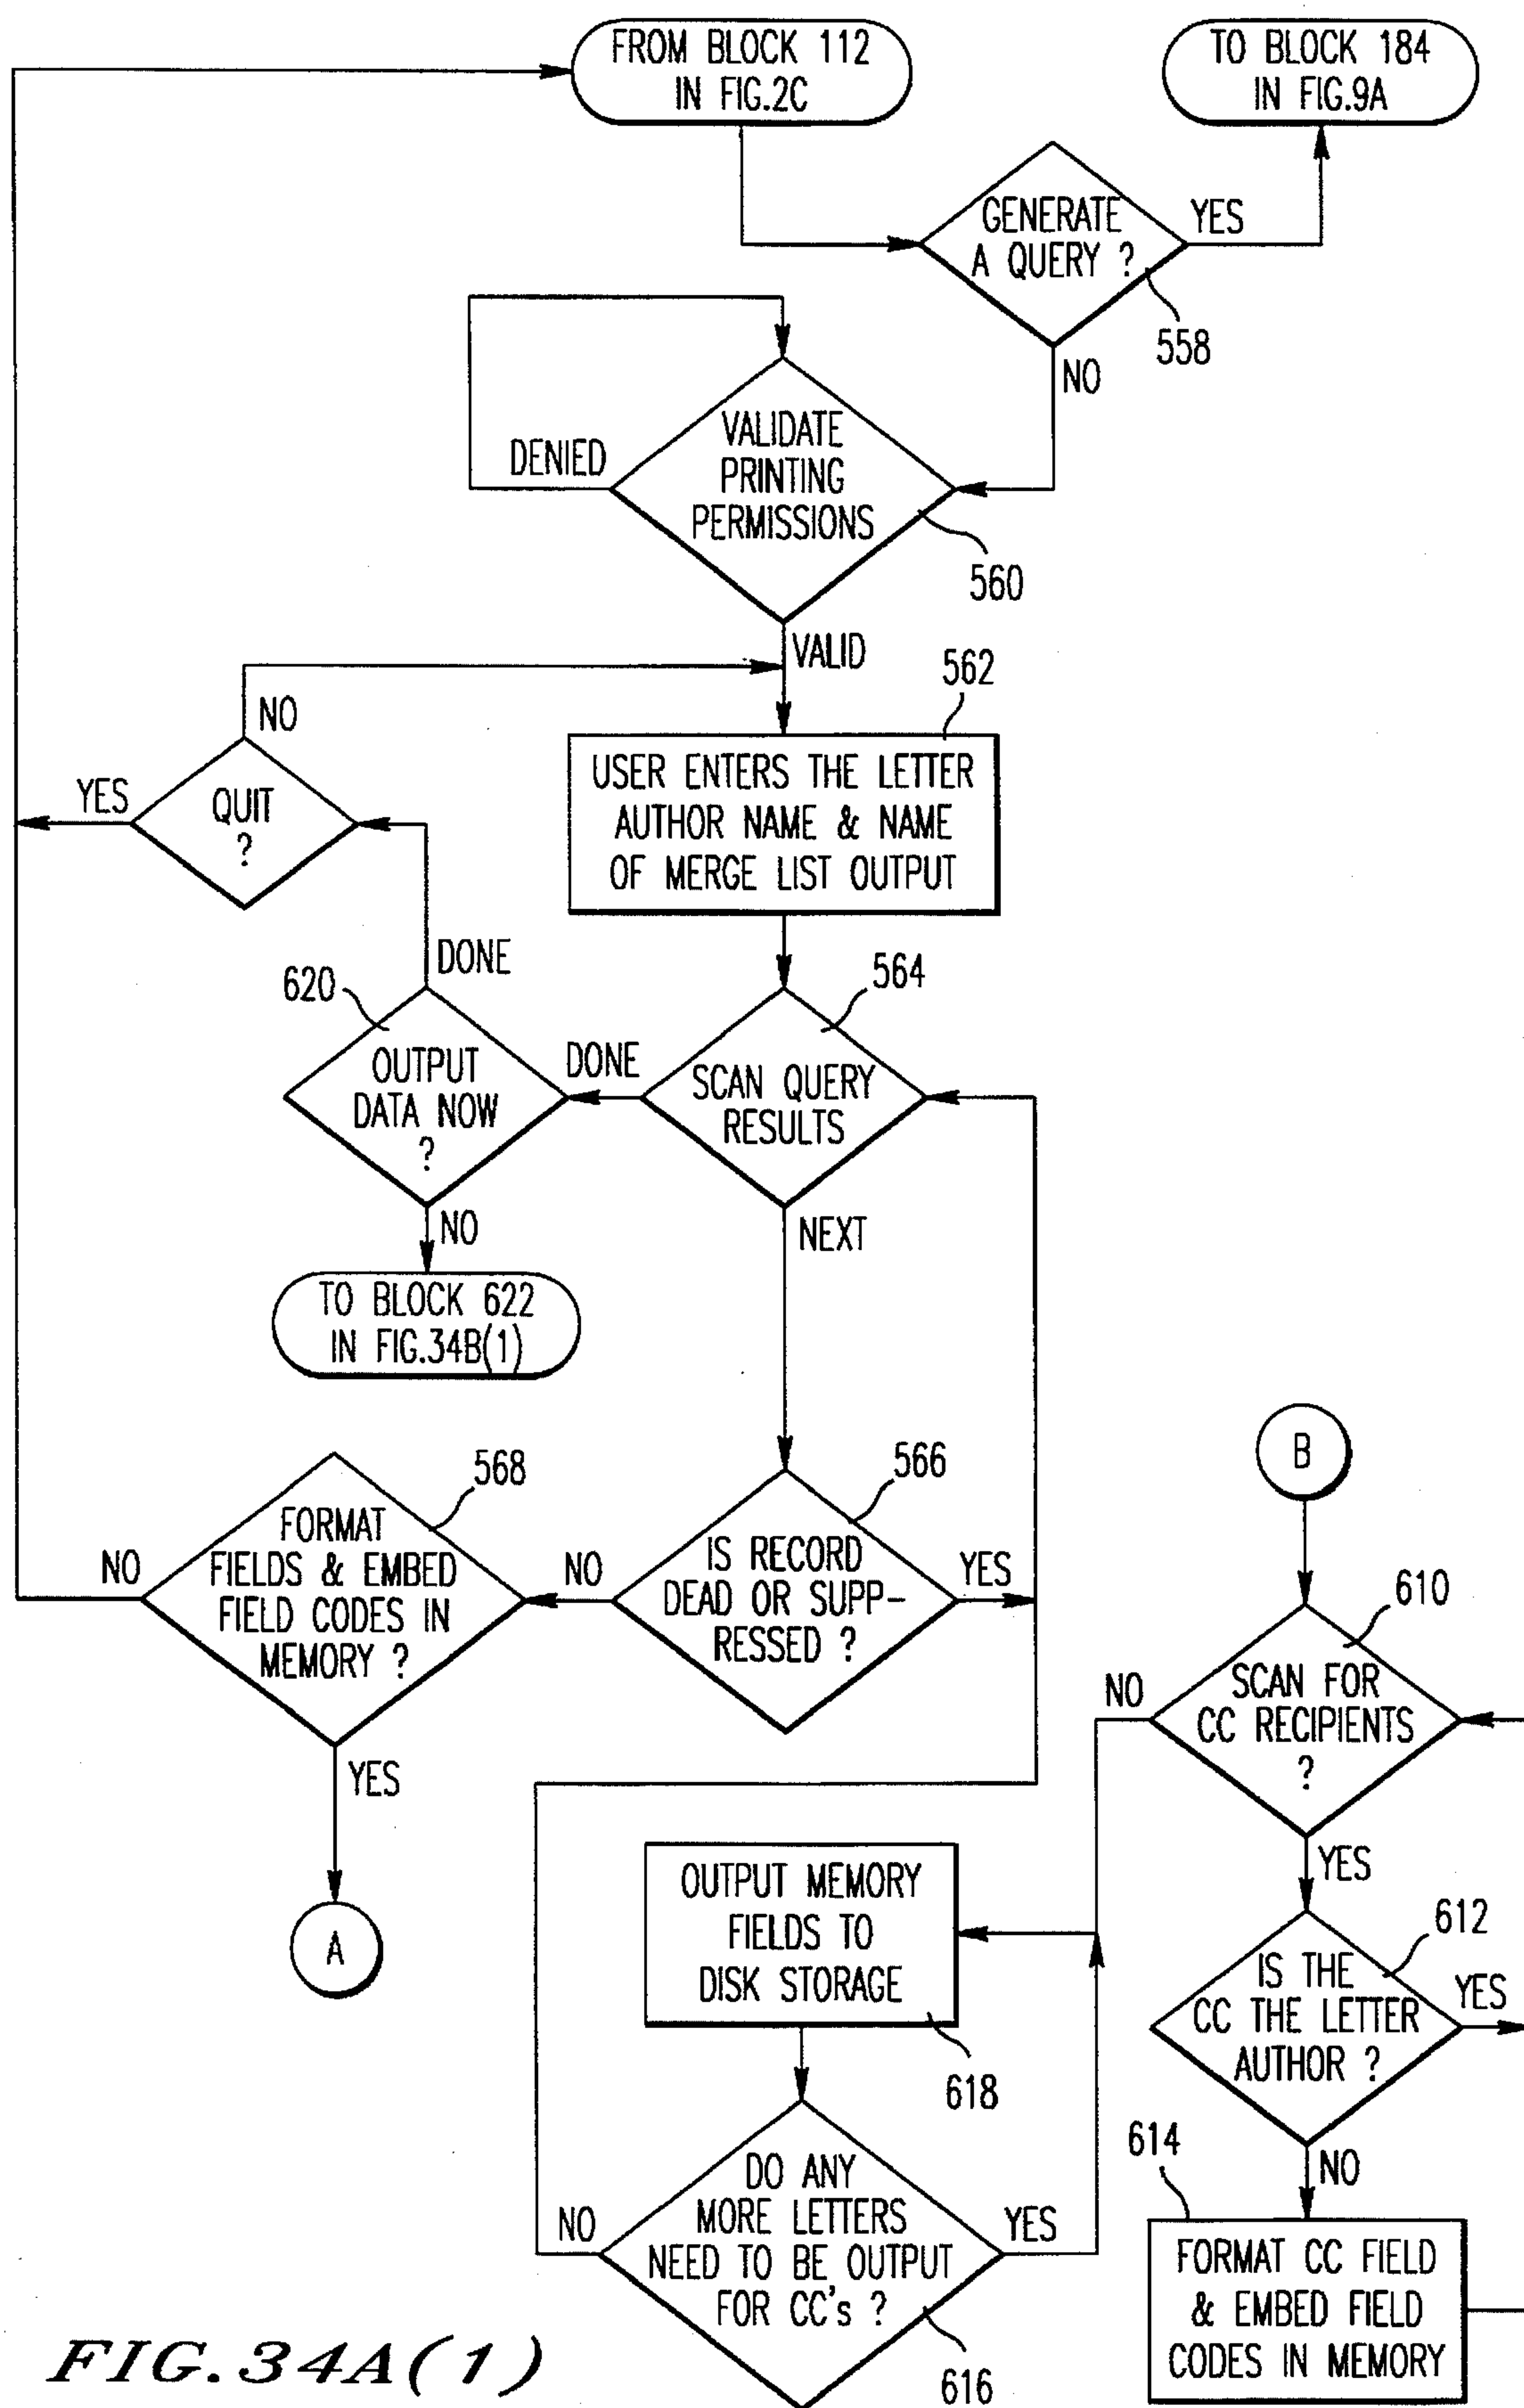 FROM BLOCK 112
IN FIG.2C
TO BLOCK 184
IN FIG.9A
GENERATE
A QUERY ?
YES
558
NO
VALIDATE
PRINTING
PERMISSIONS
DENIED
560
VALID
562
USER ENTERS THE LETTER
AUTHOR NAME & NAME
OF MERGE LIST OUTPUT
NO
YES
QUIT
?
DONE
620
OUTPUT
DATA NOW
?
DONE
564
SCAN QUERY
RESULTS
NO
NEXT
TO BLOCK 622
IN FIG.34B(1)
568
FORMAT
FIELDS & EMBED
FIELD CODES IN
MEMORY ?
NO
NO
566
IS RECORD
DEAD OR SUPP-
RESSED ?
YES
YES
A
B
610
SCAN FOR
CC RECIPIENTS
?
NO
YES
612
IS THE
CC THE LETTER
AUTHOR ?
YES
NO
OUTPUT MEMORY
FIELDS TO
DISK STORAGE
618
DO ANY
MORE LETTERS
NEED TO BE OUTPUT
FOR CC's ?
NO
YES
616
614
FORMAT CC FIELD
& EMBED FIELD
CODES IN MEMORY
FIG.34A(1)